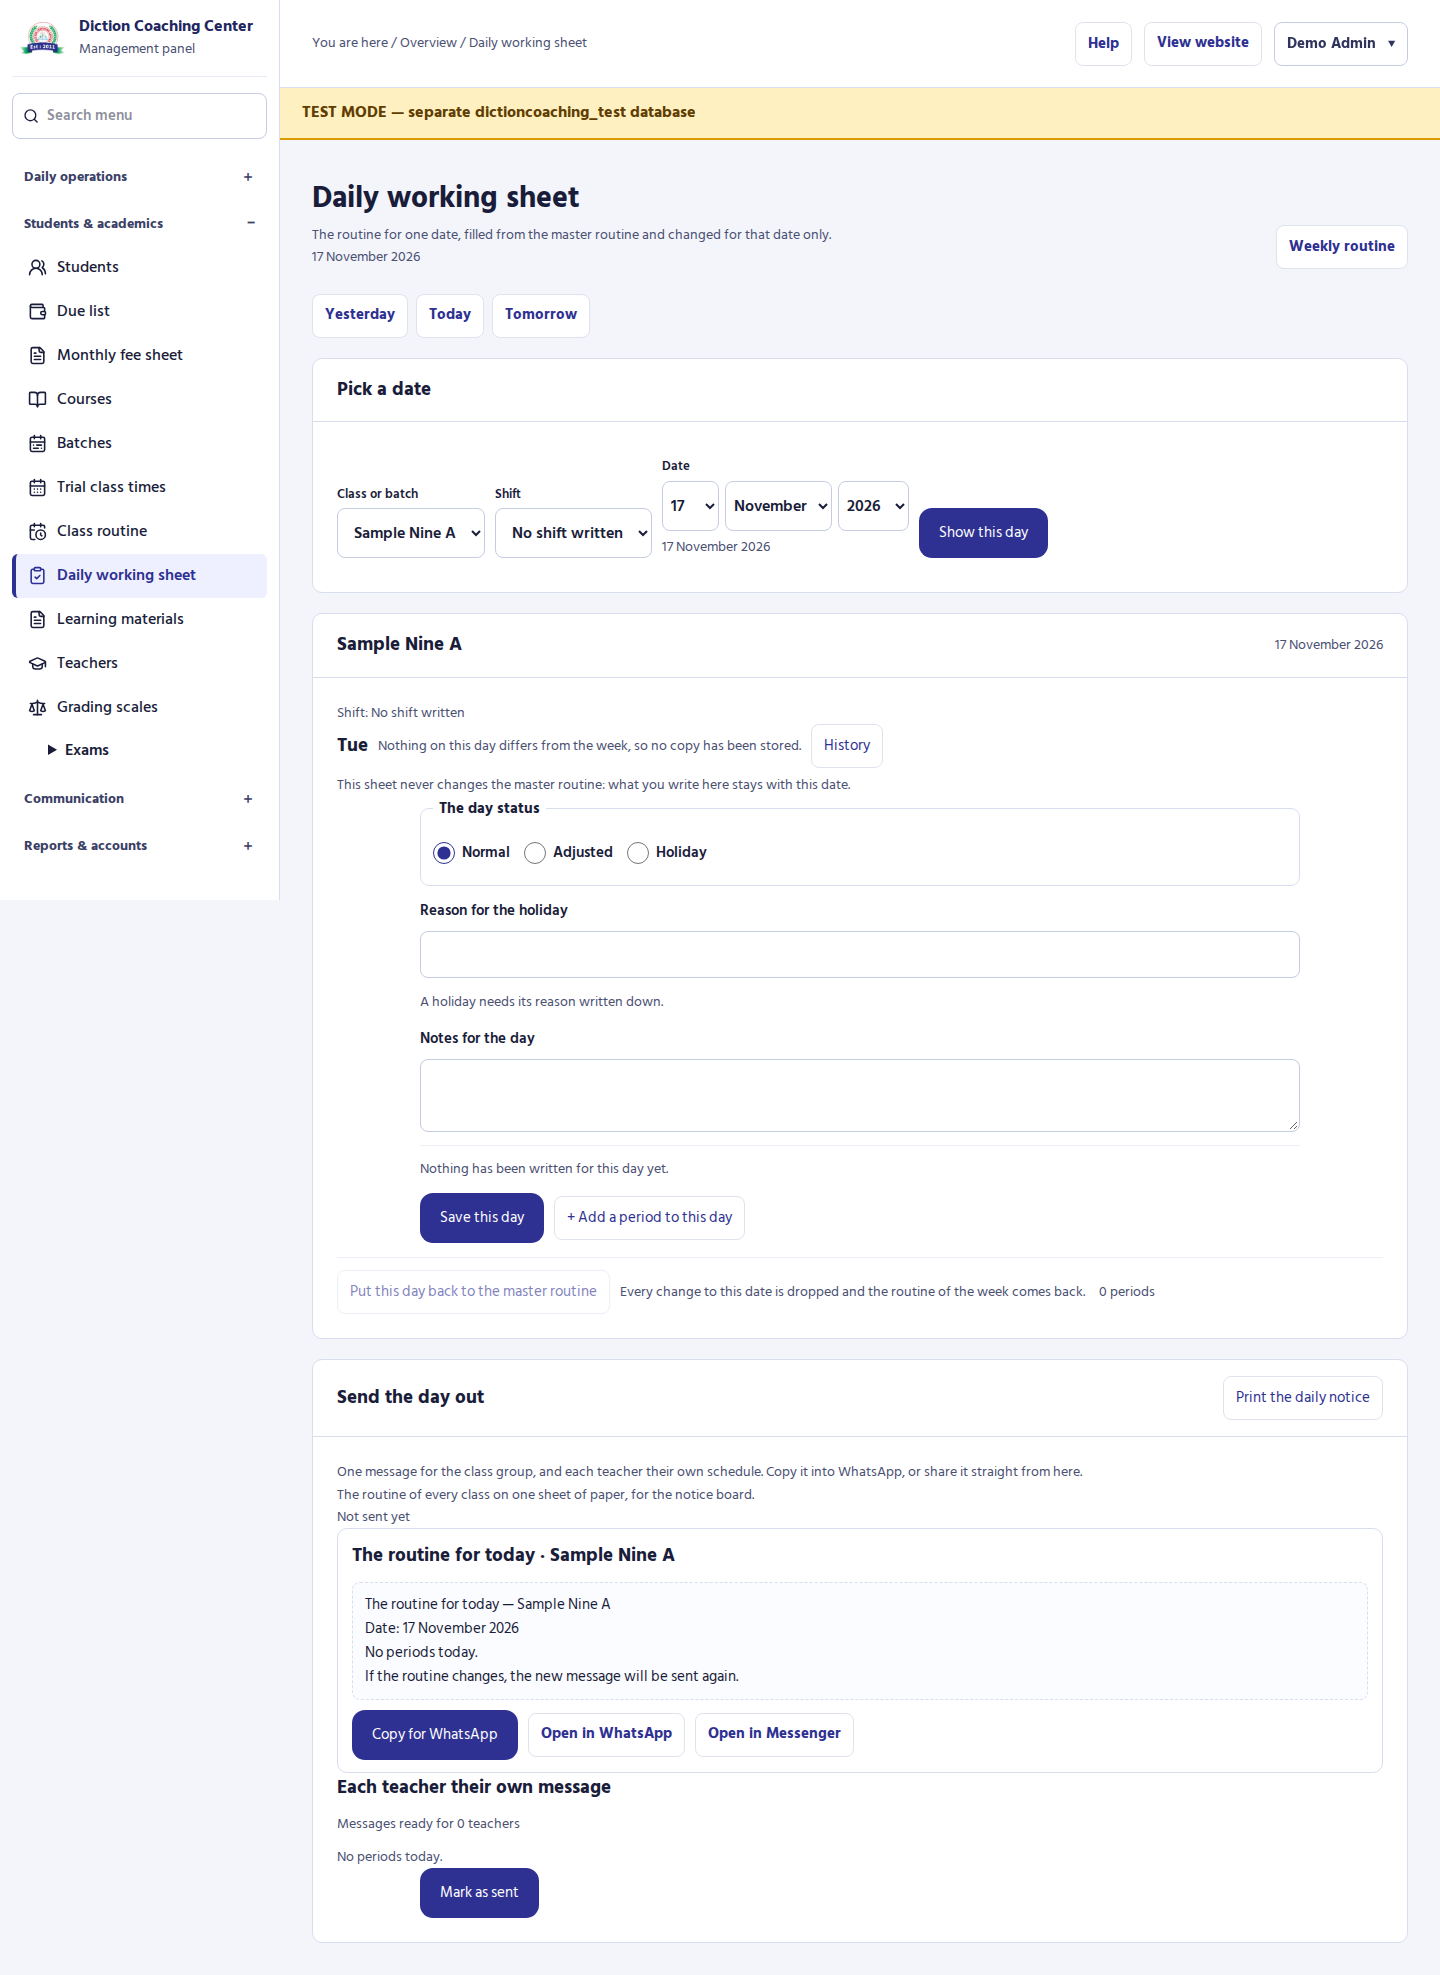 Diction Coaching Center
Management panel
Est : 2011
Search menu
Daily operations +
Students & academics −
Students
Due list
Monthly fee sheet
Courses
Batches
Trial class times
Class routine
Daily working sheet
Learning materials
Teachers
Grading scales
Exams
Communication +
Reports & accounts +
You are here / Overview / Daily working sheet
Help
View website
Demo Admin
TEST MODE — separate dictioncoaching_test database
Daily working sheet
The routine for one date, filled from the master routine and changed for that date only.
17 November 2026
Weekly routine
Yesterday Today Tomorrow
Pick a date
Class or batch
Sample Nine A
Shift
No shift written
Date
17 November 2026
17 November 2026
Show this day
Sample Nine A
17 November 2026
Shift: No shift written
Tue Nothing on this day differs from the week, so no copy has been stored. History
This sheet never changes the master routine: what you write here stays with this date.
The day status
Normal Adjusted Holiday
Reason for the holiday
A holiday needs its reason written down.
Notes for the day
Nothing has been written for this day yet.
Save this day + Add a period to this day
Put this day back to the master routine Every change to this date is dropped and the routine of the week comes back. 0 periods
Send the day out
Print the daily notice
One message for the class group, and each teacher their own schedule. Copy it into WhatsApp, or share it straight from here.
The routine of every class on one sheet of paper, for the notice board.
Not sent yet
The routine for today · Sample Nine A
The routine for today — Sample Nine A
Date: 17 November 2026
No periods today.
If the routine changes, the new message will be sent again.
Copy for WhatsApp Open in WhatsApp Open in Messenger
Each teacher their own message
Messages ready for 0 teachers
No periods today.
Mark as sent